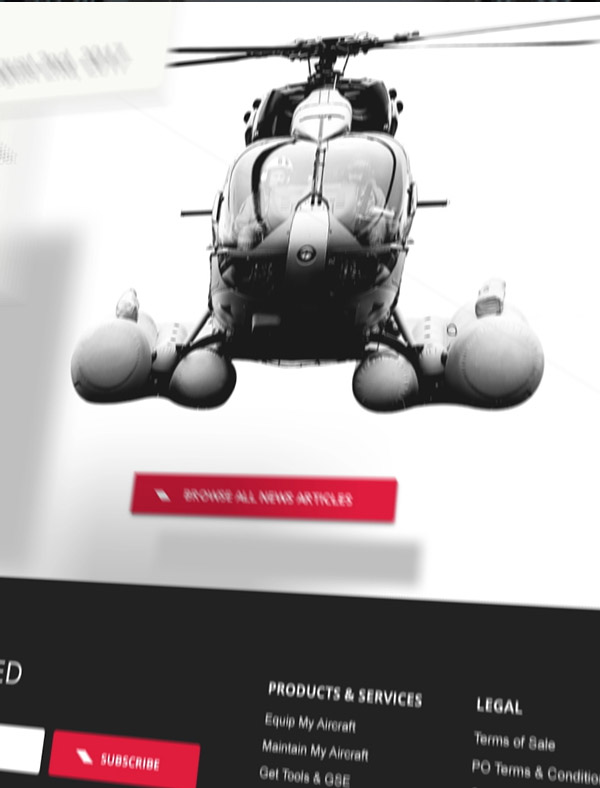 BROWSE ALL NEWS ARTICLES
ED
SUBSCRIBE
PRODUCTS & SERVICES
Equip My Aircraft
Maintain My Aircraft
Get Tools & GSE
LEGAL
Terms of Sale
PO Terms & Conditio